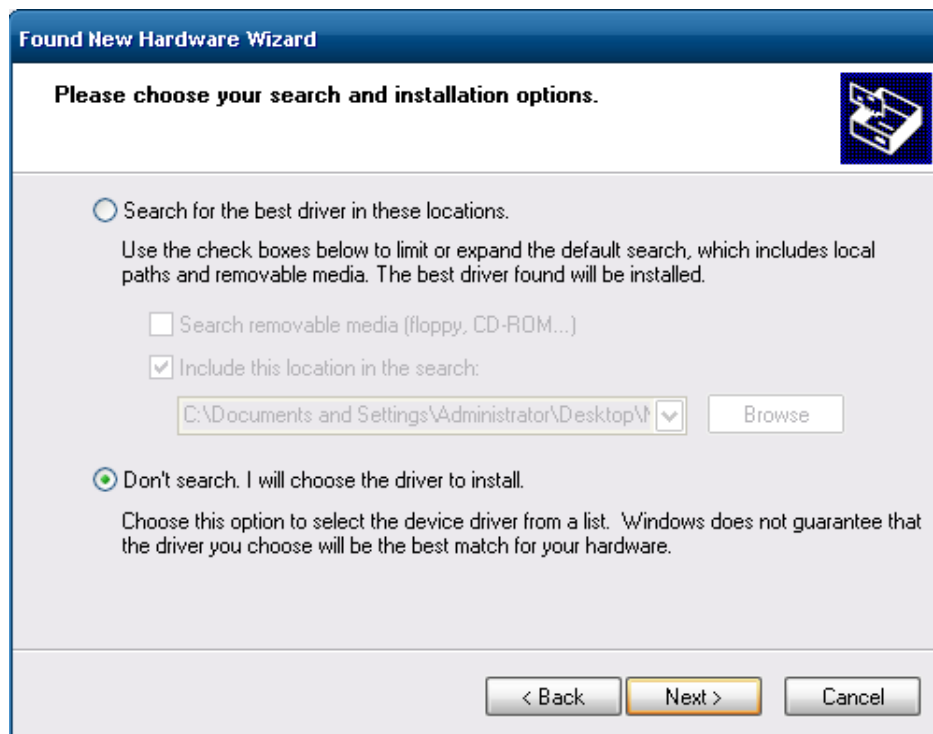 Found New Hardware Wizard
Please choose your search and installation options.
Search for the best driver in these locations.
Use the check boxes below to limit or expand the default search, which includes local
paths and removable media. The best driver found will be installed.
Search removable media (floppy, CD-ROM...)
Include this location in the search:
C:\Documents and Settings\Administrator\Desktop\
Browse
Don't search. I will choose the driver to install.
Choose this option to select the device driver from a list.  Windows does not guarantee that
the driver you choose will be the best match for your hardware.
< Back
Next >
Cancel